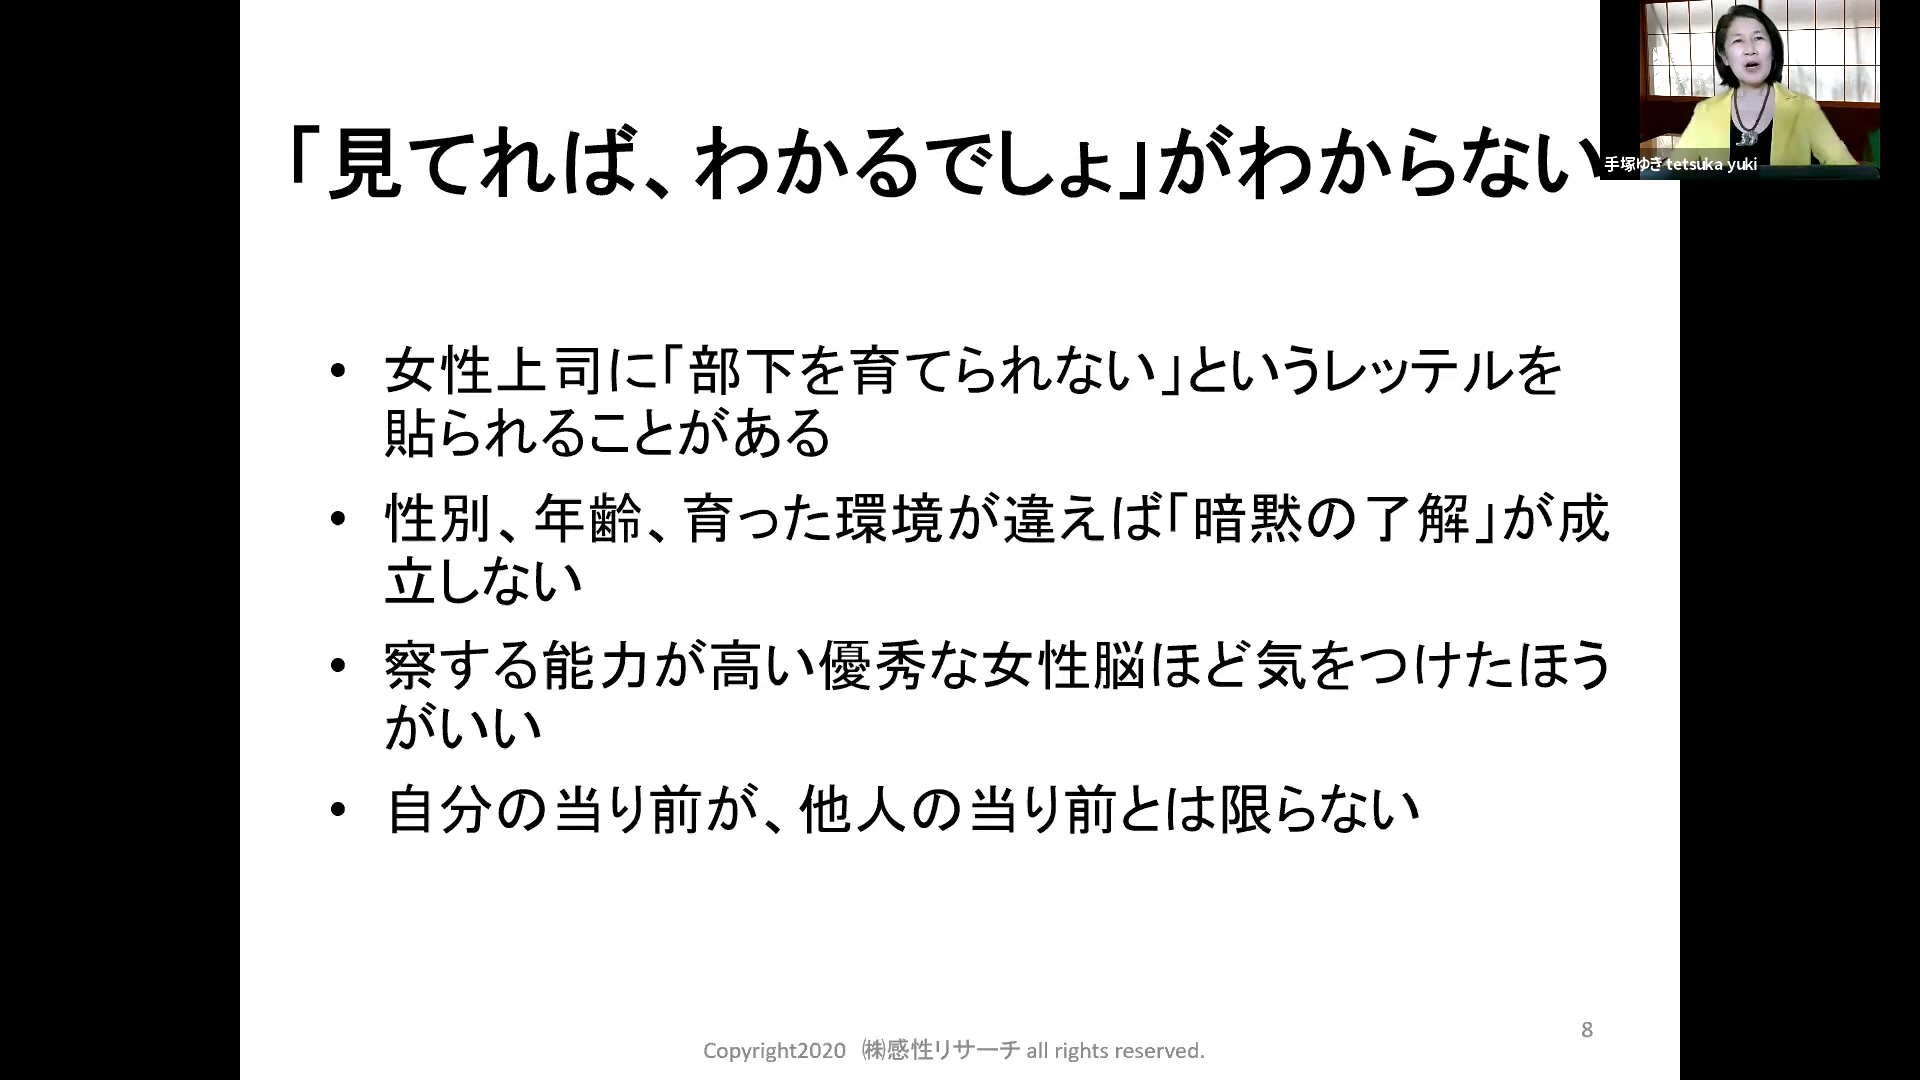 「見てれば、わかるでしょ」がわからない
手塚ゆき tetsuka yuki
• 女性上司に「部下を育てられない」というレッテルを
貼られることがある
• 性別、年齢、育った環境が違えば「暗黙の了解」が成
立しない
• 察する能力が高い優秀な女性脳ほど気をつけたほう
がいい
• 自分の当り前が、他人の当り前とは限らない
8
Copyright2020 ㈱感性リサーチ all rights reserved.